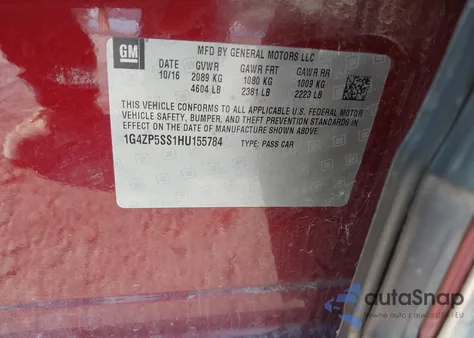 GM
MFD BY GENERAL MOTORS LLC
DATE GVWR GAWR FRT GAWR RR
10/16 2089 KG 1080 KG 1009 KG
4604 LB 2381 LB 2223 LB
THIS VEHICLE CONFORMS TO ALL APPLICABLE U.S. FEDERAL MOTOR
VEHICLE SAFETY, BUMPER, AND THEFT PREVENTION STANDARDS IN
EFFECT ON THE DATE OF MANUFACTURE SHOWN ABOVE.
1G4ZP5SS1HU155784 TYPE: PASS CAR
autoSnap